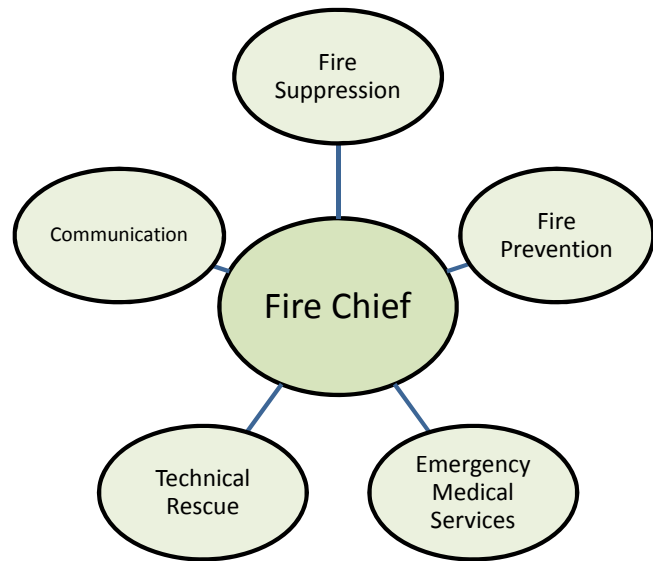 Fire
Suppression
Communication
Fire
Prevention
Fire Chief
Technical
Rescue
Emergency
Medical
Services